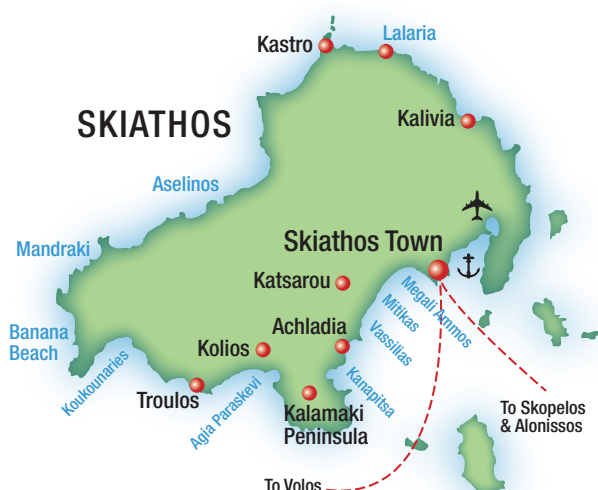 Kastro
Lalaria
SKIATHOS
Kalivia
Aselinos
Skiathos Town
Mandraki
Katsarou
Megali Ammos
Mitikas
Vassilias
Banana
Beach
Achladia
Kolios
Koukounaries
Kanapitsa
Troulos
Agia Paraskevi
Kalamaki
Peninsula
To Skopelos
& Alonissos
To Volos